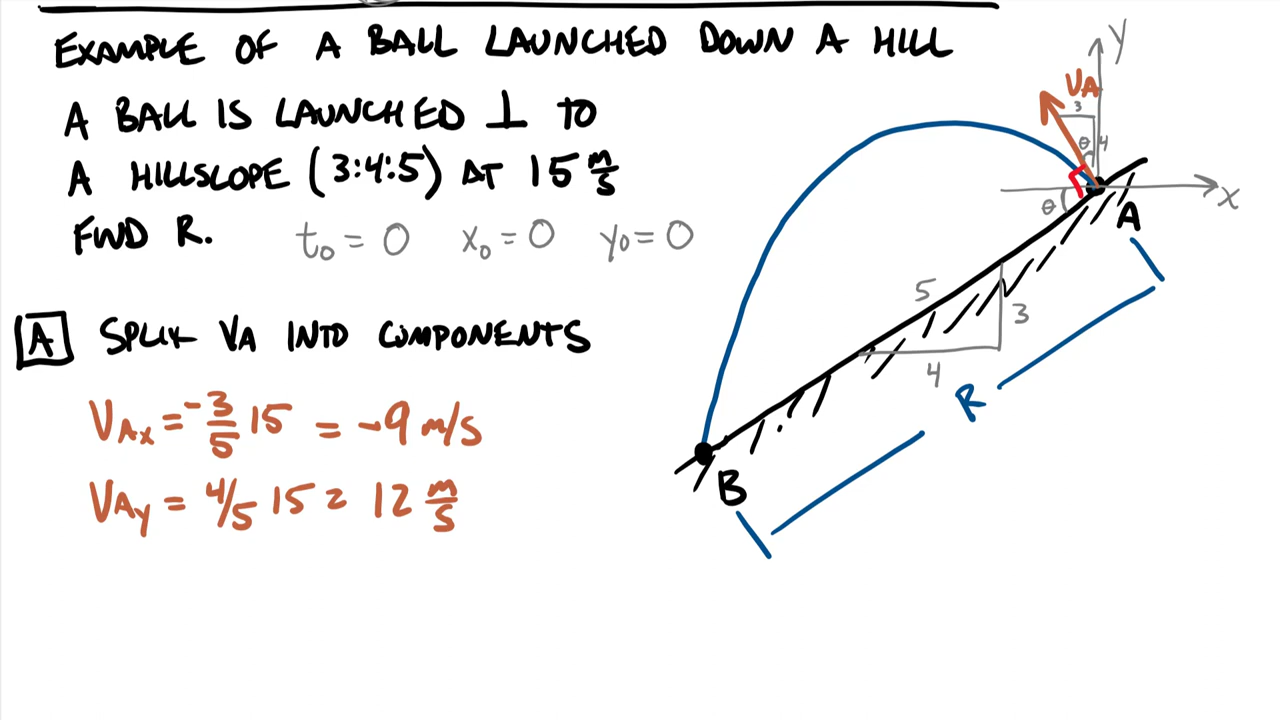 EXAMPLE OF A BALL LAUNCHED DOWN A HILL
A BALL IS LAUNCHED ⊥ TO
A HILLSLOPE (3:4:5) AT 15 m/s
FIND R. t₀ = 0 x₀ = 0 y₀ = 0
A SPLIT VA INTO COMPONENTS
VAx = -3/5 15 = -9 m/s
VAy = 4/5 15 = 12 m/s
y
VA
3
θ 4
x
θ
A
5
3
4
R
B